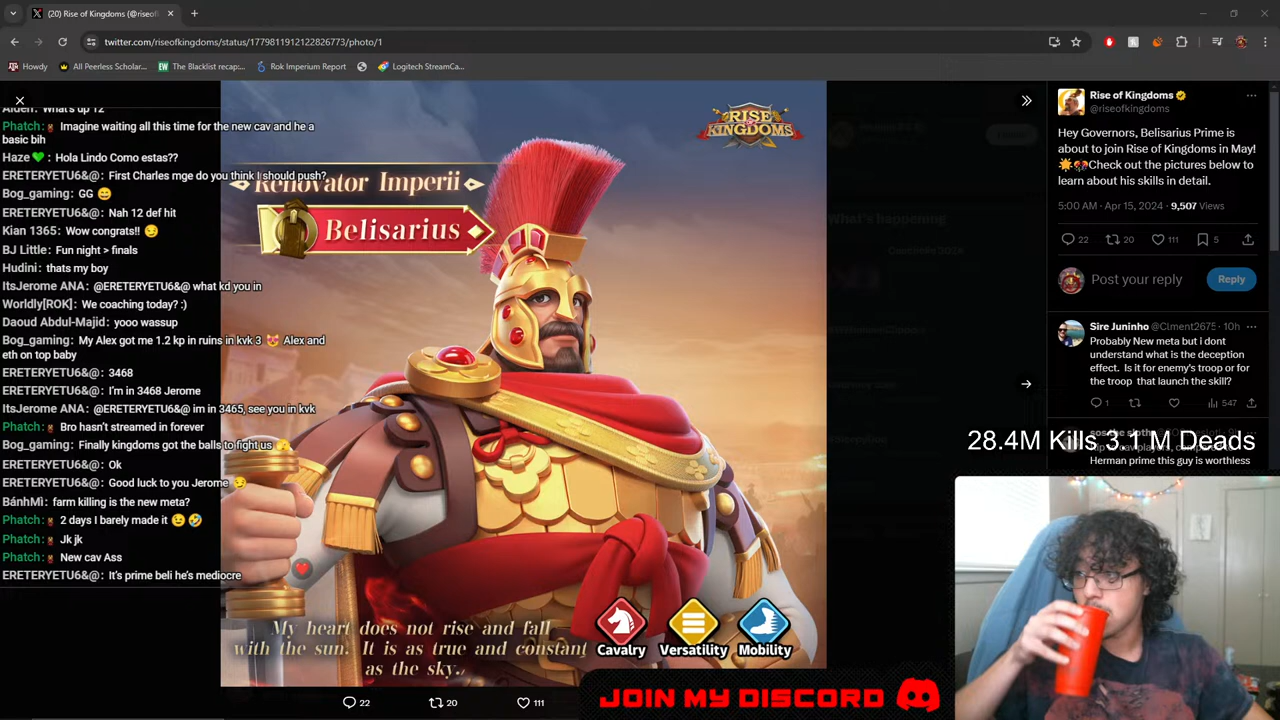 (20) Rise of Kingdoms (@riseof
twitter.com/riseofkingdoms/status/1779811912122826773/photo/1
Howdy
All Peerless Scholar...
EW
The Blacklist recap:...
Rok Imperium Report
Logitech StreamCa...
Alden: What's up 12
Phatch: Imagine waiting all this time for the new cav and he a
basic bih
Haze: Hola Lindo Como estas??
ERETERYETU6&@: First Charles mge do you think I should push?
Bog_gaming: GG
ERETERYETU6&@: Nah 12 def hit
Kian 1365: Wow congrats!!
BJ Little: Fun night > finals
Hudini: thats my boy
ItsJerome ANA: @ERETERYETU6&@ what kd you in
Worldly[ROK]: We coaching today? :)
Daoud Abdul-Majid: yooo wassup
Bog_gaming: My Alex got me 1.2 kp in ruins in kvk 3 Alex and
eth on top baby
ERETERYETU6&@: 3468
ERETERYETU6&@: I'm in 3468 Jerome
ItsJerome ANA: @ERETERYETU6&@ im in 3465, see you in kvk
Phatch: Bro hasn't streamed in forever
Bog_gaming: Finally kingdoms got the balls to fight us
ERETERYETU6&@: Ok
ERETERYETU6&@: Good luck to you Jerome
BánhMì: farm killing is the new meta?
Phatch: 2 days I barely made it
Phatch: Jk jk
Phatch: New cav Ass
ERETERYETU6&@: It's prime beli he's mediocre
RISE OF
KINGDOMS
Renovator Imperii
Belisarius
My heart does not rise and fall
with the sun. It is as true and constant
as the sky.
Cavalry
Versatility
Mobility
22
20
111
JOIN MY DISCORD
What's happening
Rise of Kingdoms
@riseofkingdoms
Hey Governors, Belisarius Prime is
about to join Rise of Kingdoms in May!
Check out the pictures below to
learn about his skills in detail.
5:00 AM · Apr 15, 2024 · 9,507 Views
22
20
111
5
Post your reply
Reply
Sire Juninho @Clment2675 · 10h
Probably New meta but i dont
understand what is the deception
effect. Is it for enemy's troop or for
the troop that launch the skill?
1
547
28.4M Kills 3.1 M Deads
Herman prime this guy is worthless